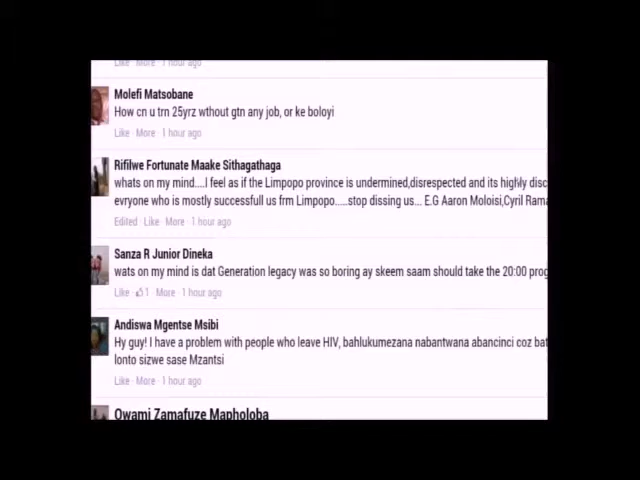 Like · More · 1 hour ago
Molefi Matsobane
How cn u trn 25yrz wthout gtn any job, or ke boloyi
Like · More · 1 hour ago
Rifilwe Fortunate Maake Sithagathaga
whats on my mind....I feel as if the Limpopo province is undermined,disrespected and its highly disc
evryone who is mostly successfull us frm Limpopo.....stop dissing us... E.G Aaron Moloisi,Cyril Rama
Edited · Like · More · 1 hour ago
Sanza R Junior Dineka
wats on my mind is dat Generation legacy was so boring ay skeem saam should take the 20:00 prog
Like · 1 More · 1 hour ago
Andiswa Mgentse Msibi
Hy guy! I have a problem with people who leave HIV, bahlukumezana nabantwana abancinci coz bat
lonto sizwe sase Mzantsi
Like · More · 1 hour ago
Owami Zamafuze Mapholoba